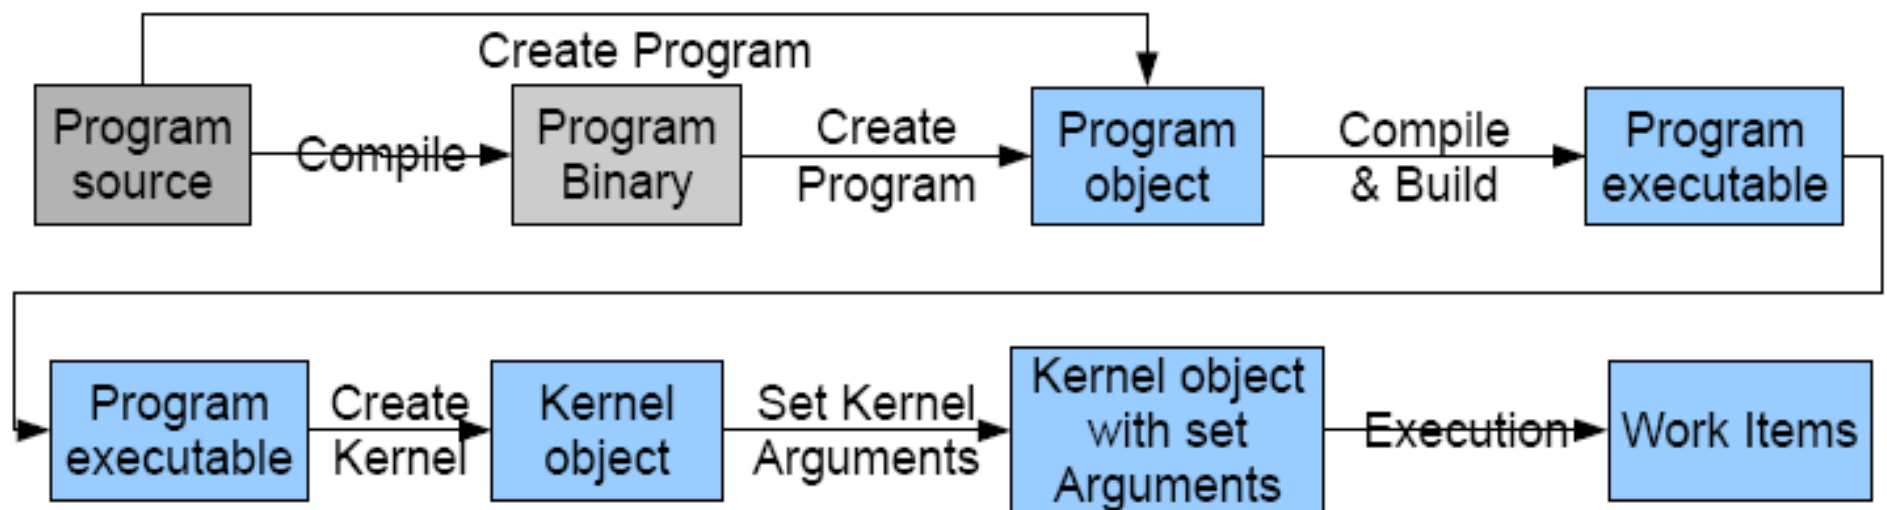 Create Program
Program
source
Compile
Program
Binary
Create
Program
Program
object
Compile
& Build
Program
executable
Program
executable
Create
Kernel
Kernel
object
Set Kernel
Arguments
Kernel object
with set
Arguments
Execution
Work Items